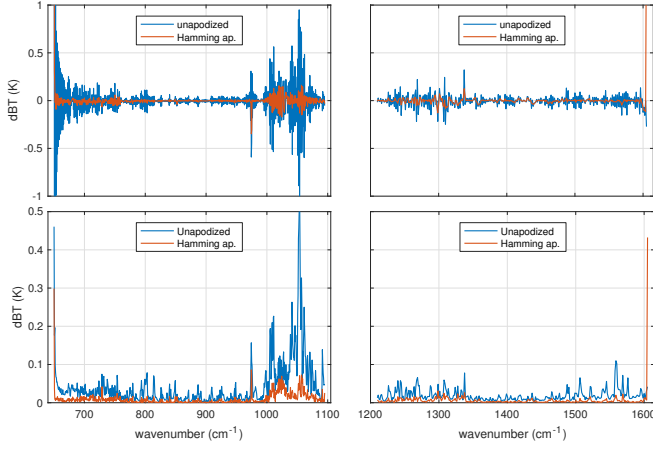 1
0.5
0
-0.5
-1
dBT (K)
unapodized
Hamming ap.
unapodized
Hamming ap.
0.5
0.4
0.3
0.2
0.1
0
dBT (K)
Unapodized
Hamming ap.
Unapodized
Hamming ap.
700 800 900 1000 1100
1200 1300 1400 1500 1600
wavenumber (cm-1)
wavenumber (cm-1)